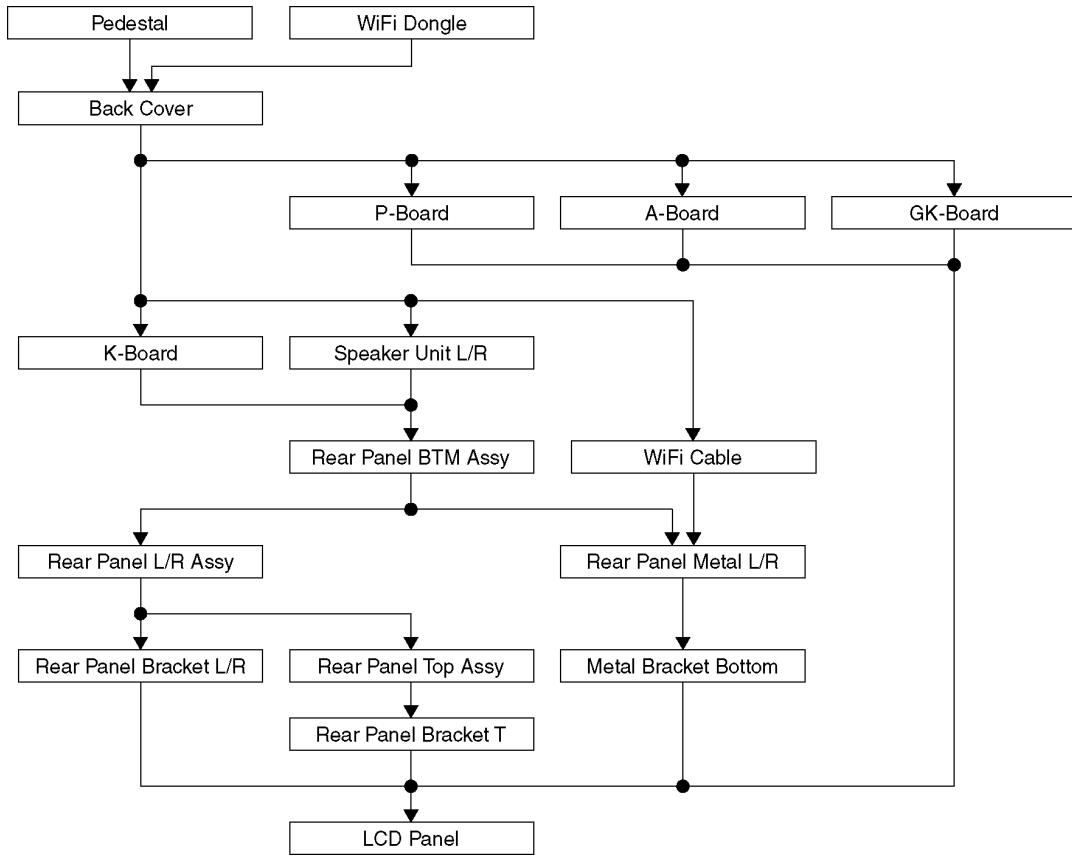 Pedestal
WiFi Dongle
Back Cover
P-Board
A-Board
GK-Board
K-Board
Speaker Unit L/R
Rear Panel BTM Assy
WiFi Cable
Rear Panel L/R Assy
Rear Panel Metal L/R
Rear Panel Bracket L/R
Rear Panel Top Assy
Metal Bracket Bottom
Rear Panel Bracket T
LCD Panel